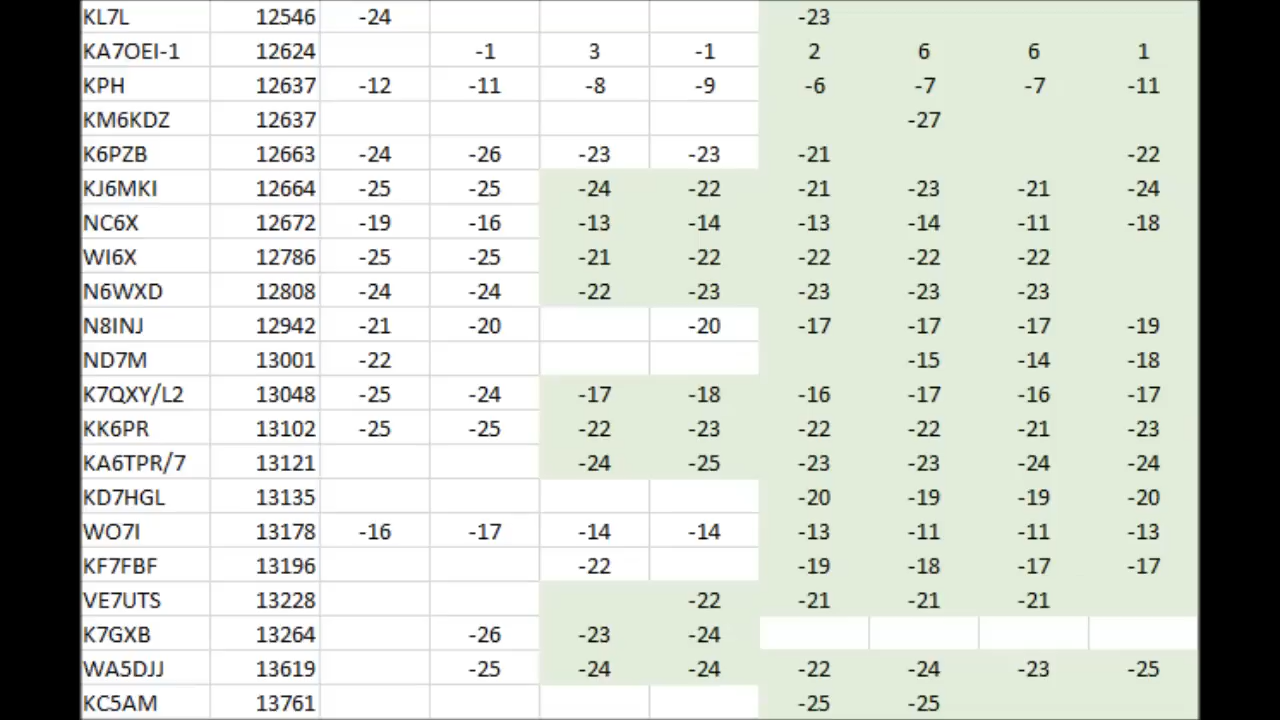 KL7L 12546 -24 -23
KA7OEI-1 12624 -1 3 -1 2 6 6 1
KPH 12637 -12 -11 -8 -9 -6 -7 -7 -11
KM6KDZ 12637 -27
K6PZB 12663 -24 -26 -23 -23 -21 -22
KJ6MKI 12664 -25 -25 -24 -22 -21 -23 -21 -24
NC6X 12672 -19 -16 -13 -14 -13 -14 -11 -18
WI6X 12786 -25 -25 -21 -22 -22 -22 -22
N6WXD 12808 -24 -24 -22 -23 -23 -23 -23
N8INJ 12942 -21 -20 -20 -17 -17 -17 -19
ND7M 13001 -22 -15 -14 -18
K7QXY/L2 13048 -25 -24 -17 -18 -16 -17 -16 -17
KK6PR 13102 -25 -25 -22 -23 -22 -22 -21 -23
KA6TPR/7 13121 -24 -25 -23 -23 -24 -24
KD7HGL 13135 -20 -19 -19 -20
WO7I 13178 -16 -17 -14 -14 -13 -11 -11 -13
KF7FBF 13196 -22 -19 -18 -17 -17
VE7UTS 13228 -22 -21 -21 -21
K7GXB 13264 -26 -23 -24
WA5DJJ 13619 -25 -24 -24 -22 -24 -23 -25
KC5AM 13761 -25 -25